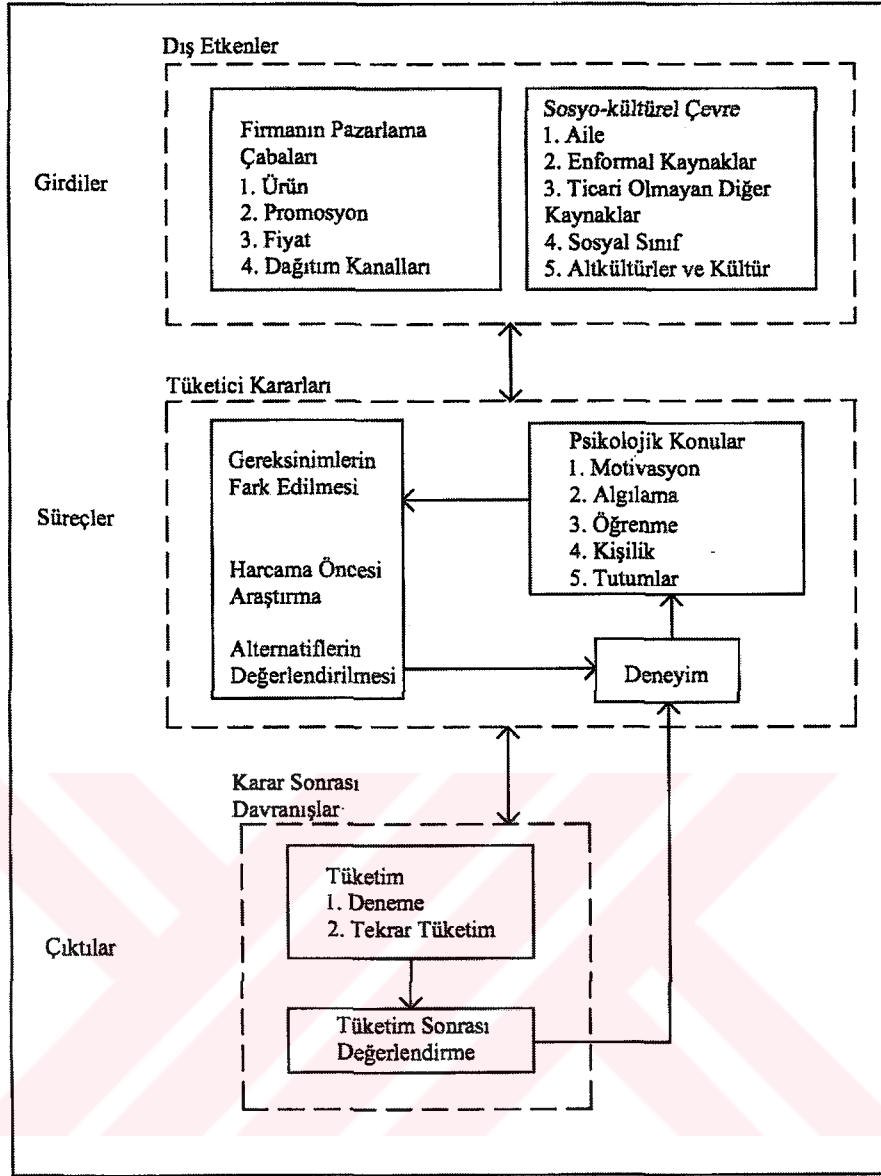 Dış Etkenler
Girdiler
Firmanın Pazarlama
Çabaları
1. Ürün
2. Promosyon
3. Fiyat
4. Dağıtım Kanalları
Sosyo-kültürel Çevre
1. Aile
2. Enformal Kaynaklar
3. Ticari Olmayan Diğer
Kaynaklar
4. Sosyal Sınıf
5. Altkültürler ve Kültür
Tüketici Kararları
Süreçler
Gereksinimlerin
Fark Edilmesi
Harcama Öncesi
Araştırma
Alternatiflerin
Değerlendirilmesi
Psikolojik Konular
1. Motivasyon
2. Algılama
3. Öğrenme
4. Kişilik
5. Tutumlar
Deneyim
Karar Sonrası
Davranışlar
Çıktılar
Tüketim
1. Deneme
2. Tekrar Tüketim
Tüketim Sonrası
Değerlendirme